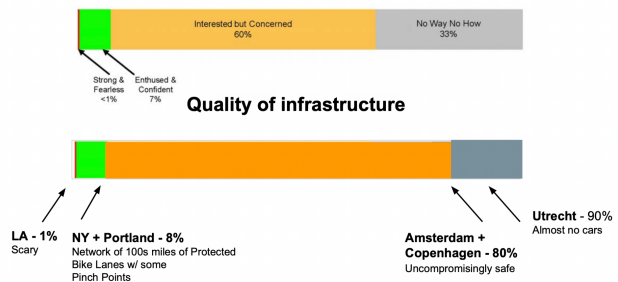 Interested but Concerned
60%
No Way No How
33%
Strong &
Fearless
<1%
Enthused &
Confident
7%
Quality of infrastructure
LA - 1%
Scary
NY + Portland - 8%
Network of 100s miles of Protected
Bike Lanes w/ some
Pinch Points
Amsterdam +
Copenhagen - 80%
Uncompromisingly safe
Utrecht - 90%
Almost no cars